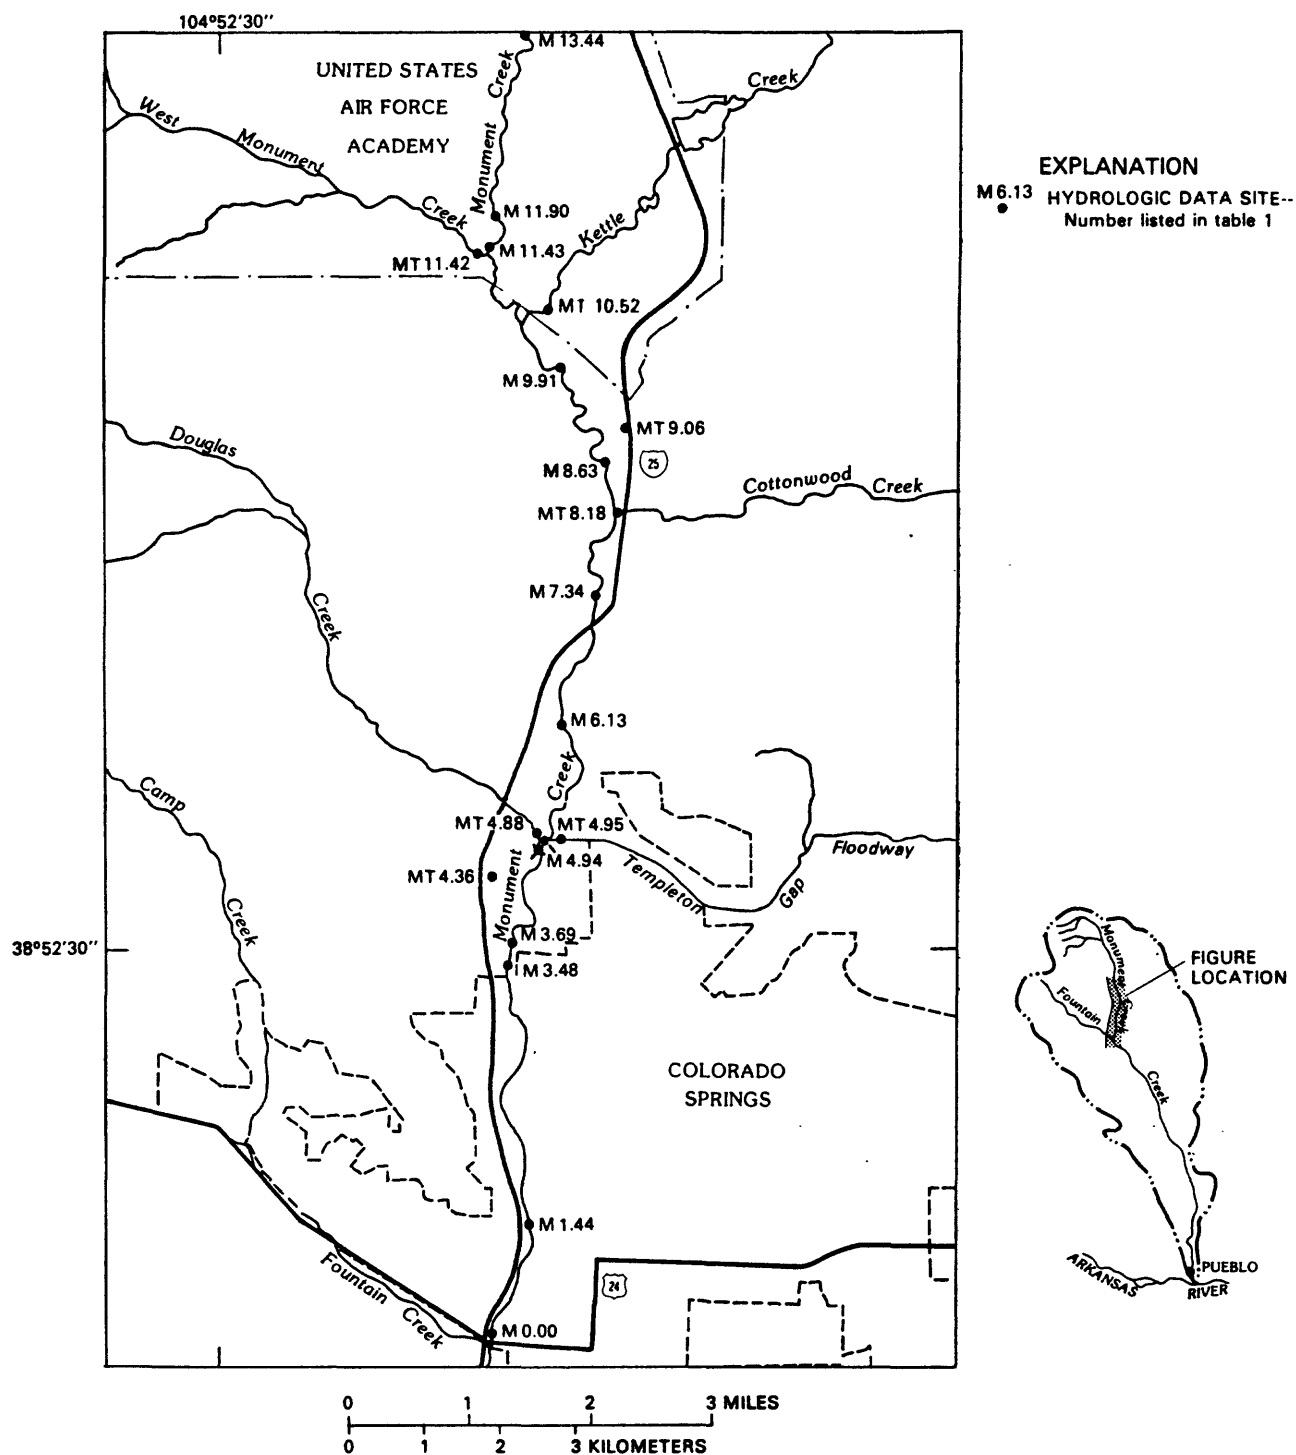 104°52'30''
M 13.44
UNITED STATES
AIR FORCE
ACADEMY
Monument Creek
Creek
West Monument Creek
EXPLANATION
M 6.13 HYDROLOGIC DATA SITE--
Number listed in table 1
M 11.90
Kettle
M 11.43
MT 11.42
MT 10.52
M 9.91
MT 9.06
Douglas
25
M 8.63
Cottonwood Creek
MT 8.18
M 7.34
Creek
M 6.13
Creek
Camp
MT 4.88
MT 4.95
M 4.94
Floodway
Templeton
Gap
MT 4.36
Monument
Creek
M 3.69
38°52'30''
M 3.48
Monument
Creek
FIGURE
LOCATION
Fountain
Creek
COLORADO
SPRINGS
M 1.44
Fountain Creek
24
M 0.00
ARKANSAS
PUEBLO
RIVER
0 1 2 3 MILES
0 1 2 3 KILOMETERS